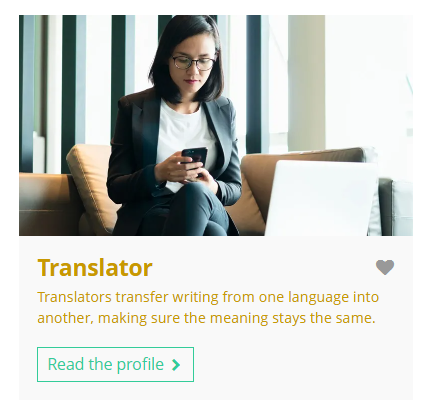 Translator
Translators transfer writing from one language into
another, making sure the meaning stays the same.
Read the profile